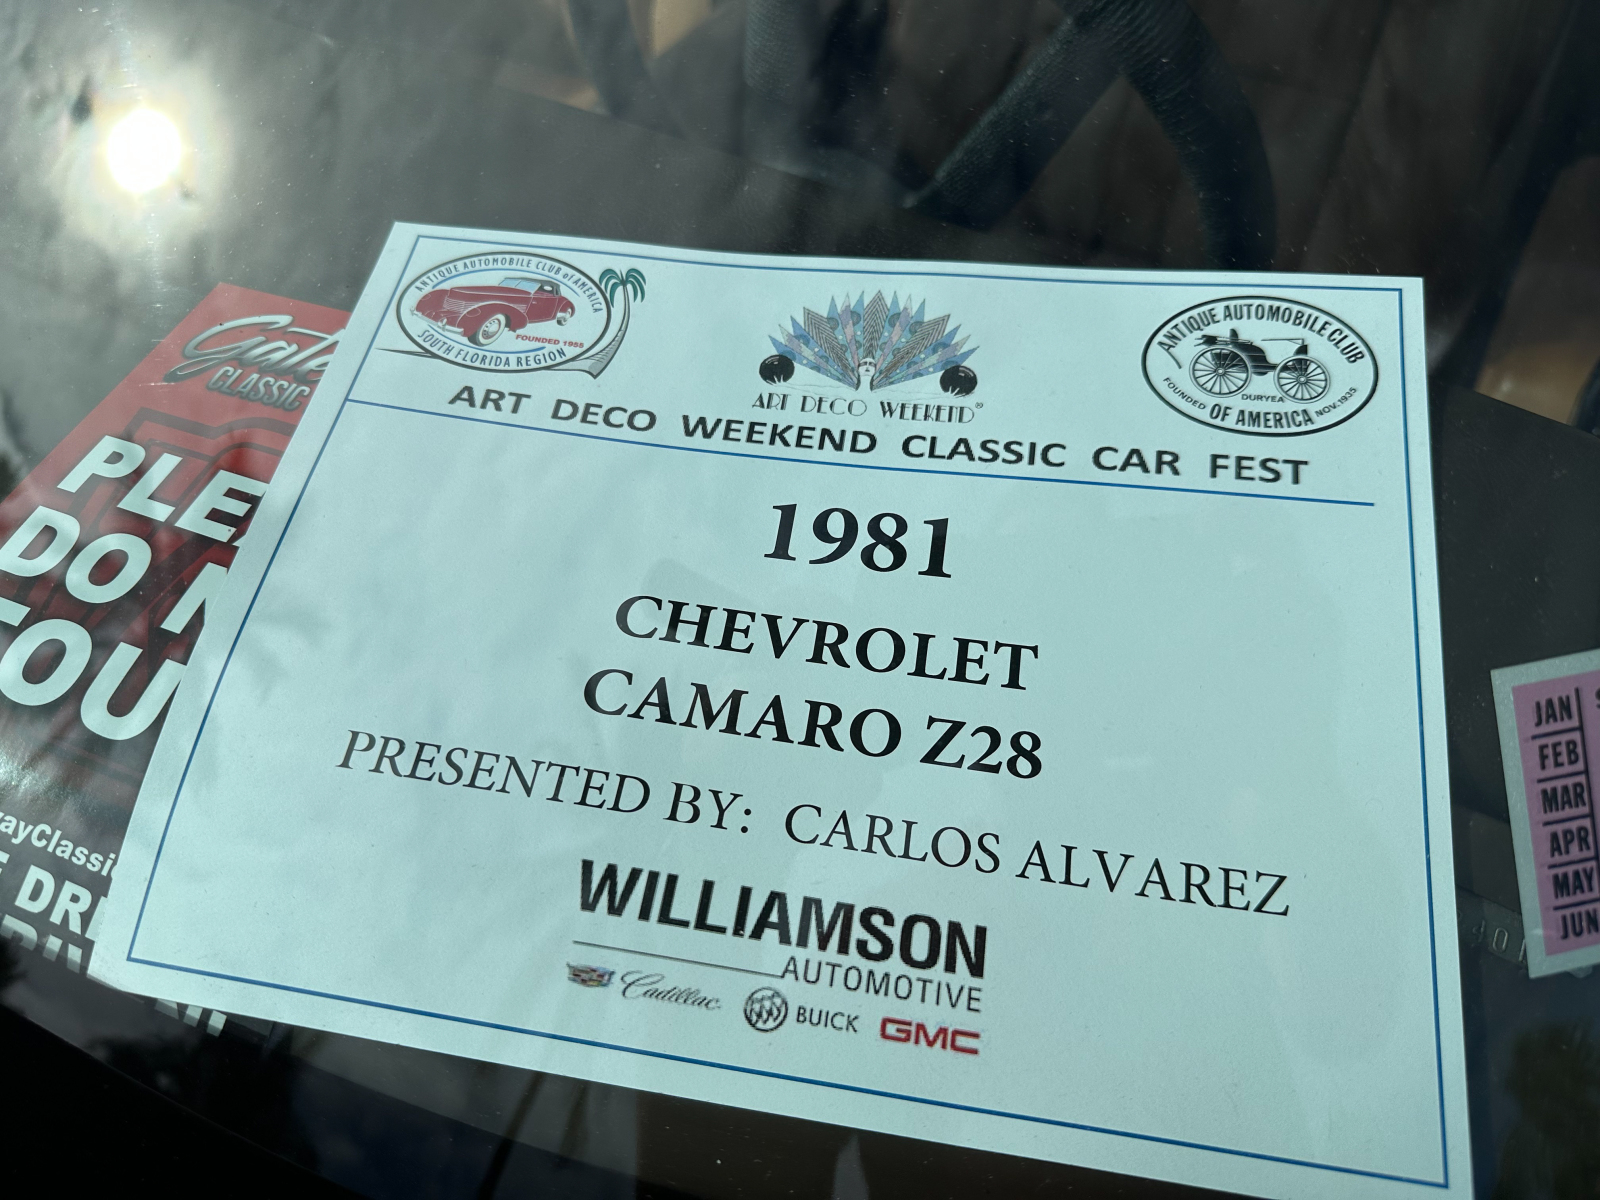 ANTIQUE AUTOMOBILE CLUB of AMERICA
FOUNDED 1955
SOUTH FLORIDA REGION
ART DECO WEEKEND®
ANTIQUE AUTOMOBILE CLUB
FOUNDED DURYEA NOV. 1935
OF AMERICA
ART DECO WEEKEND CLASSIC CAR FEST
1981
CHEVROLET
CAMARO Z28
PRESENTED BY: CARLOS ALVAREZ
WILLIAMSON
AUTOMOTIVE
Cadillac BUICK GMC
CLASSIC
DO
JAN
FEB
MAR
APR
MAY
JUN